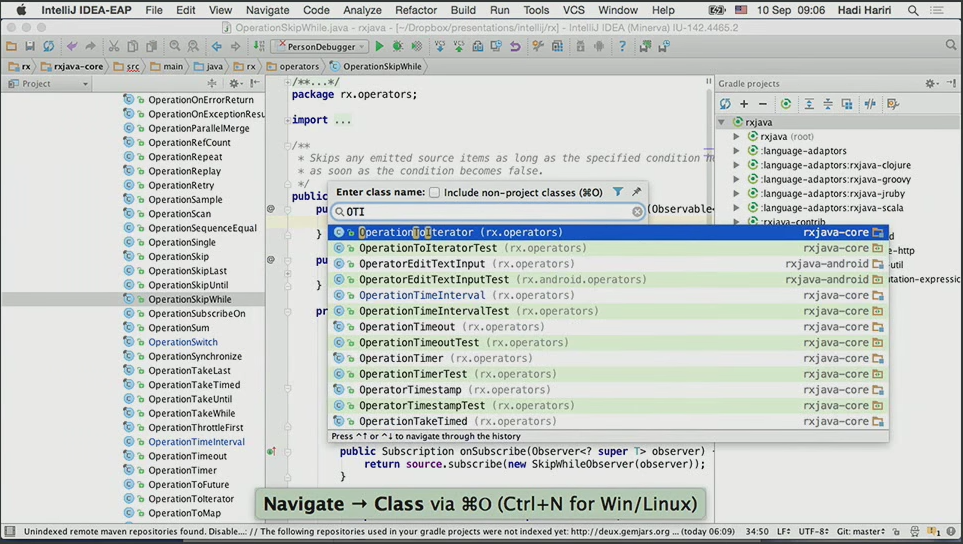 IntelliJ IDEA-EAP File Edit View Navigate Code Analyze Refactor Build Run Tools VCS Window Help 10 Sep 09:06 Hadi Hariri
OperationSkipWhile - [~/Dropbox/presentations/intellij/rx] - IntelliJ IDEA (Minerva) IU-142.4465.2
PersonDebugger
rx rxjava-core src main java rx operators OperationSkipWhile
Project
OperationOnErrorReturn
OperationOnExceptionResu
OperationParallelMerge
OperationRefCount
OperationRepeat
OperationReplay
OperationRetry
OperationSample
OperationScan
OperationSequenceEqual
OperationSingle
OperationSkip
OperationSkipLast
OperationSkipUntil
OperationSkipWhile
OperationSubscribeOn
OperationSum
OperationSwitch
OperationSynchronize
OperationTakeLast
OperationTakeTimed
OperationTakeUntil
OperationTakeWhile
OperationThrottleFirst
OperationTimeInterval
OperationTimeout
OperationTimer
OperationToFuture
OperationToIterator
OperationToMap
/**...*/
package rx.operators;
import ...
/**
* Skips any emitted source items as long as the specified condition
* as soon as the condition becomes false.
*/
public
(Observable<
}
}
Gradle projects
rxjava
rxjava (root)
:language-adaptors
:language-adaptors:rxjava-clojure
:language-adaptors:rxjava-groovy
:language-adaptors:rxjava-jruby
:language-adaptors:rxjava-scala
:rxjava-contrib
Enter class name: Include non-project classes (⌘O)
OTI
OperationToIterator (rx.operators) rxjava-core
OperationToIteratorTest (rx.operators) rxjava-core
OperatorEditTextInput (rx.operators) rxjava-android
OperatorEditTextInputTest (rx.android.operators) rxjava-android
OperationTimeInterval (rx.operators) rxjava-core
OperationTimeIntervalTest (rx.operators) rxjava-core
OperationTimeout (rx.operators) rxjava-core
OperationTimeoutTest (rx.operators) rxjava-core
OperationTimer (rx.operators) rxjava-core
OperationTimerTest (rx.operators) rxjava-core
OperatorTimestamp (rx.operators) rxjava-core
OperatorTimestampTest (rx.operators) rxjava-core
OperationTakeTimed (rx.operators) rxjava-core
Press ^↑ or ^↓ to navigate through the history
public Subscription onSubscribe(Observer<? super T> observer) {
return source.subscribe(new SkipWhileObserver(observer));
}
Navigate → Class via ⌘O (Ctrl+N for Win/Linux)
Unindexed remote maven repositories found. Disable... // The following repositories used in your gradle projects were not indexed yet: http://deux.gemjars.org ... (today 06:09) 34:50 LF÷ UTF-8÷ Git: master÷